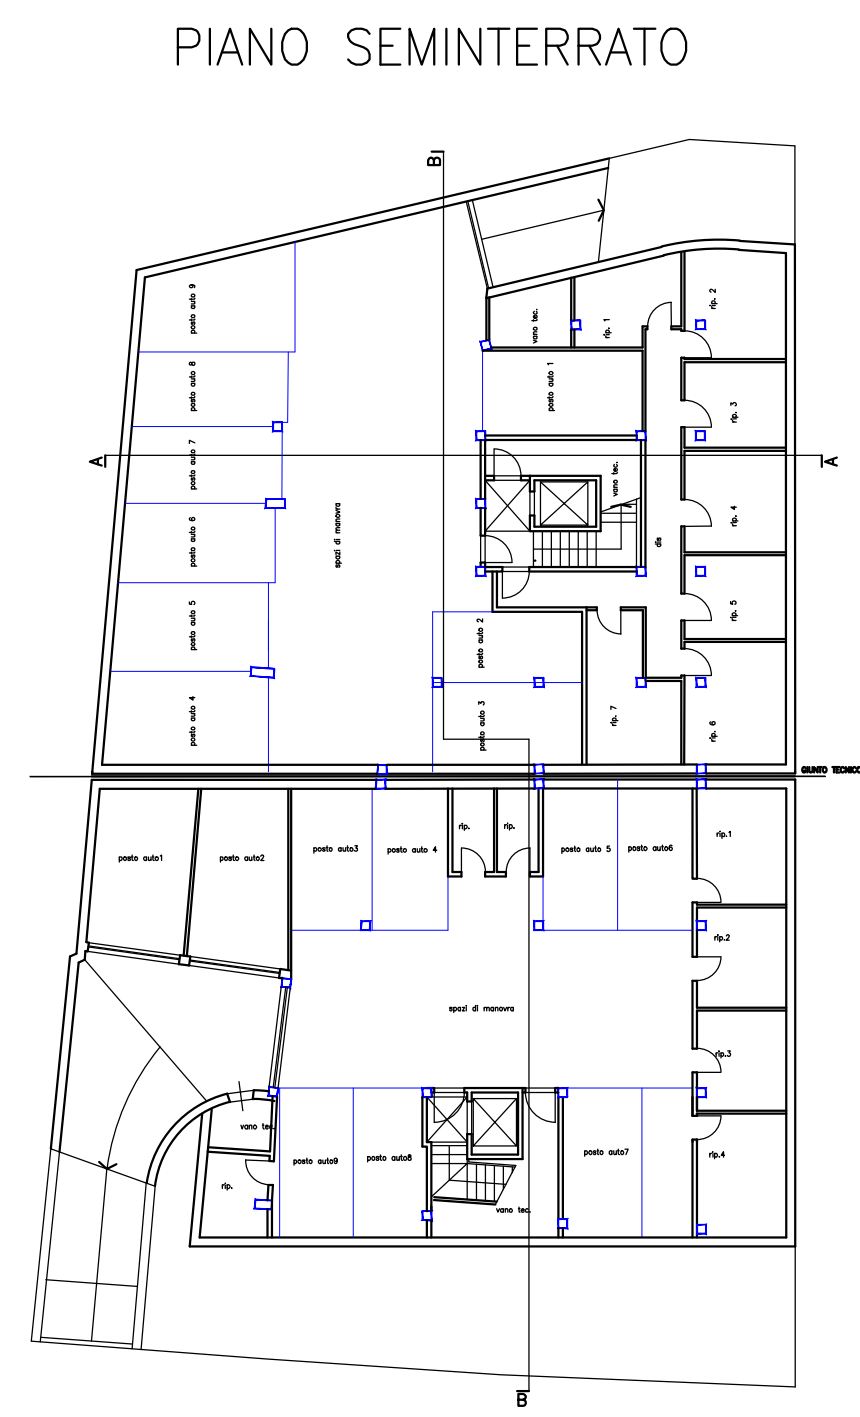 PIANO SEMINTERRATO
B
posto auto 9
vano tec.
rip. 1
rip. 2
posto auto 8
posto auto 1
rip. 3
posto auto 7
A
A
vano tec.
posto auto 6
spazi di manovra
dis
rip. 4
posto auto 5
posto auto 2
rip. 5
posto auto 4
posto auto 3
rip. 7
rip. 6
GIUNTO TECNICO
posto auto1
posto auto2
posto auto3
posto auto 4
rip.
rip.
posto auto 5
posto auto6
rip.1
rip.2
spazi di manovra
rip.3
vano tec.
rip.
posto auto9
posto auto8
vano tec.
posto auto7
rip.4
B